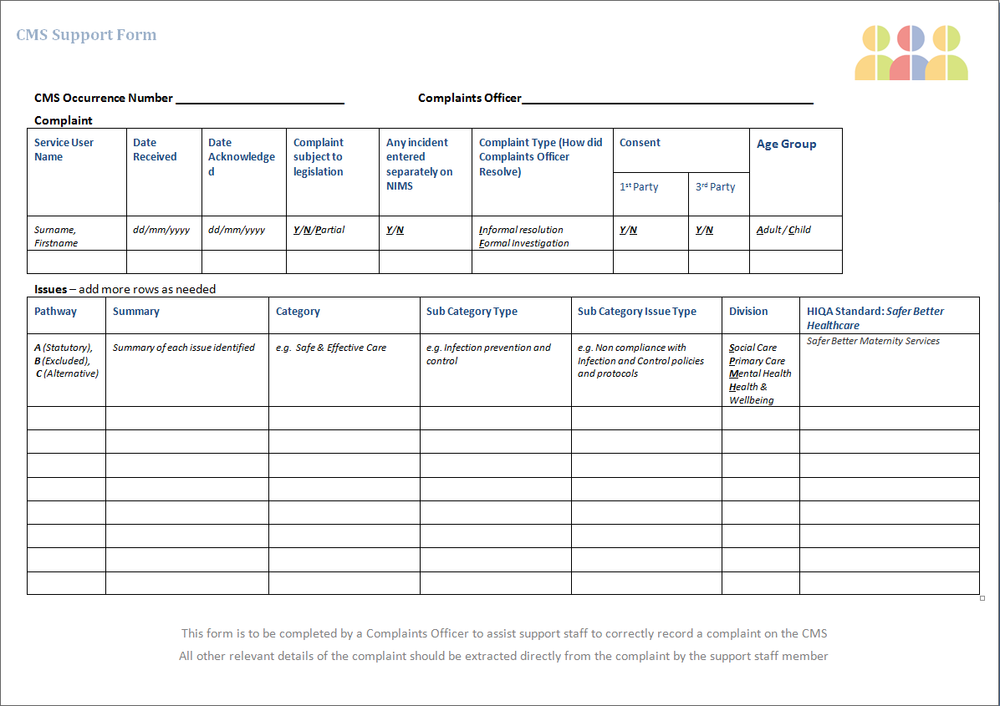 CMS Support Form
CMS Occurrence Number ________________________ Complaints Officer________________________________________
Complaint
Service User Name
Date Received
Date Acknowledge
d
Complaint subject to legislation
Any incident entered separately on NIMS
Complaint Type (How did Complaints Officer Resolve)
Consent
Age Group
1st Party
3rd Party
Surname, Firstname
dd/mm/yyyy
dd/mm/yyyy
Y/N/Partial
Y/N
Informal resolution
Formal Investigation
Y/N
Y/N
Adult / Child
Issues – add more rows as needed
Pathway
Summary
Category
Sub Category Type
Sub Category Issue Type
Division
HIQA Standard: Safer Better Healthcare
A (Statutory),
B (Excluded),
C (Alternative)
Summary of each issue identified
e.g. Safe & Effective Care
e.g. Infection prevention and control
e.g. Non compliance with Infection and Control policies and protocols
Social Care
Primary Care
Mental Health
Health & Wellbeing
Safer Better Maternity Services
This form is to be completed by a Complaints Officer to assist support staff to correctly record a complaint on the CMS
All other relevant details of the complaint should be extracted directly from the complaint by the support staff member